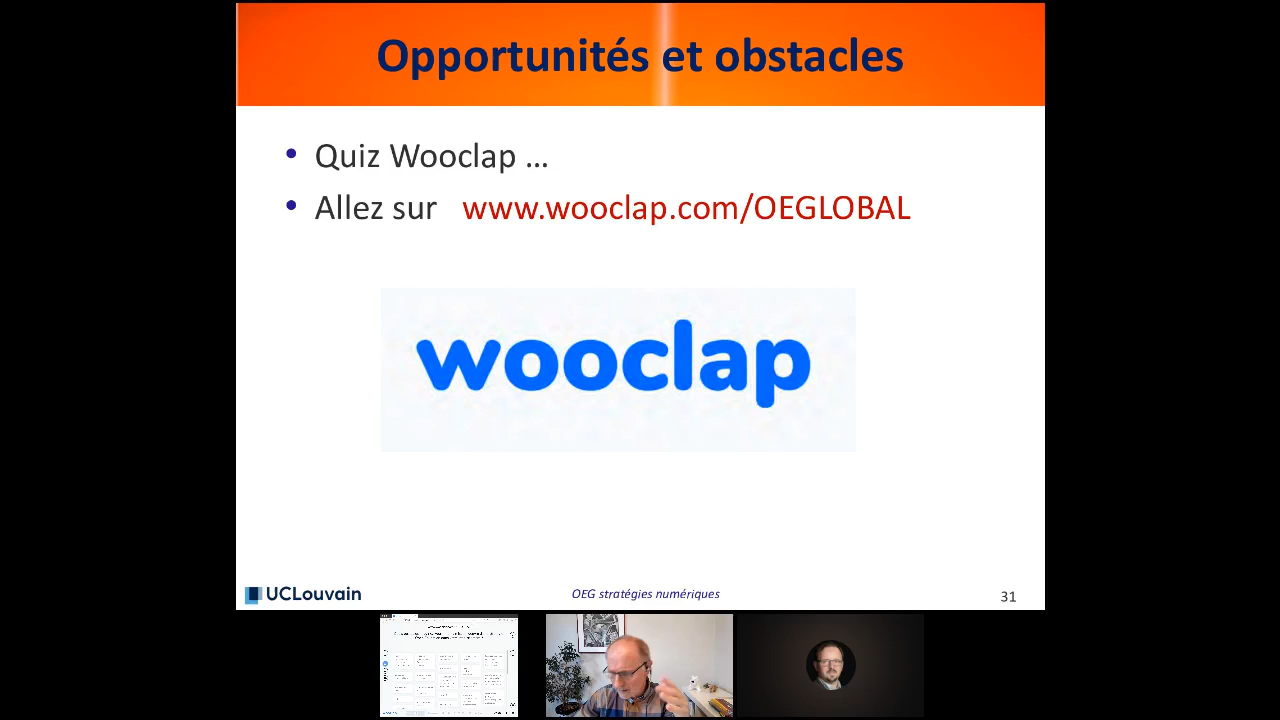 Opportunités et obstacles
• Quiz Wooclap ...
• Allez sur www.wooclap.com/OEGLOBAL
wooclap
UCLouvain
OEG stratégies numériques
31